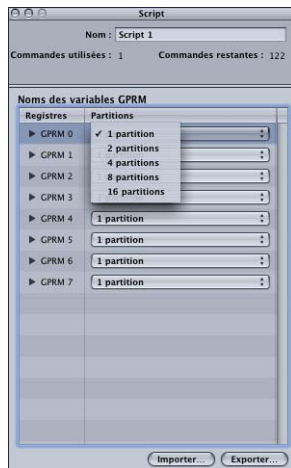 Script
Nom : Script 1
Commandes utilisées : 1 Commandes restantes : 122
Noms des variables GPRM
Registres Partitions
GPRM 0 ✓ 1 partition
2 partitions
GPRM 1
4 partitions
GPRM 2
8 partitions
GPRM 3 16 partitions
GPRM 4 1 partition
GPRM 5 1 partition
GPRM 6 1 partition
GPRM 7 1 partition
Importer... Exporter...